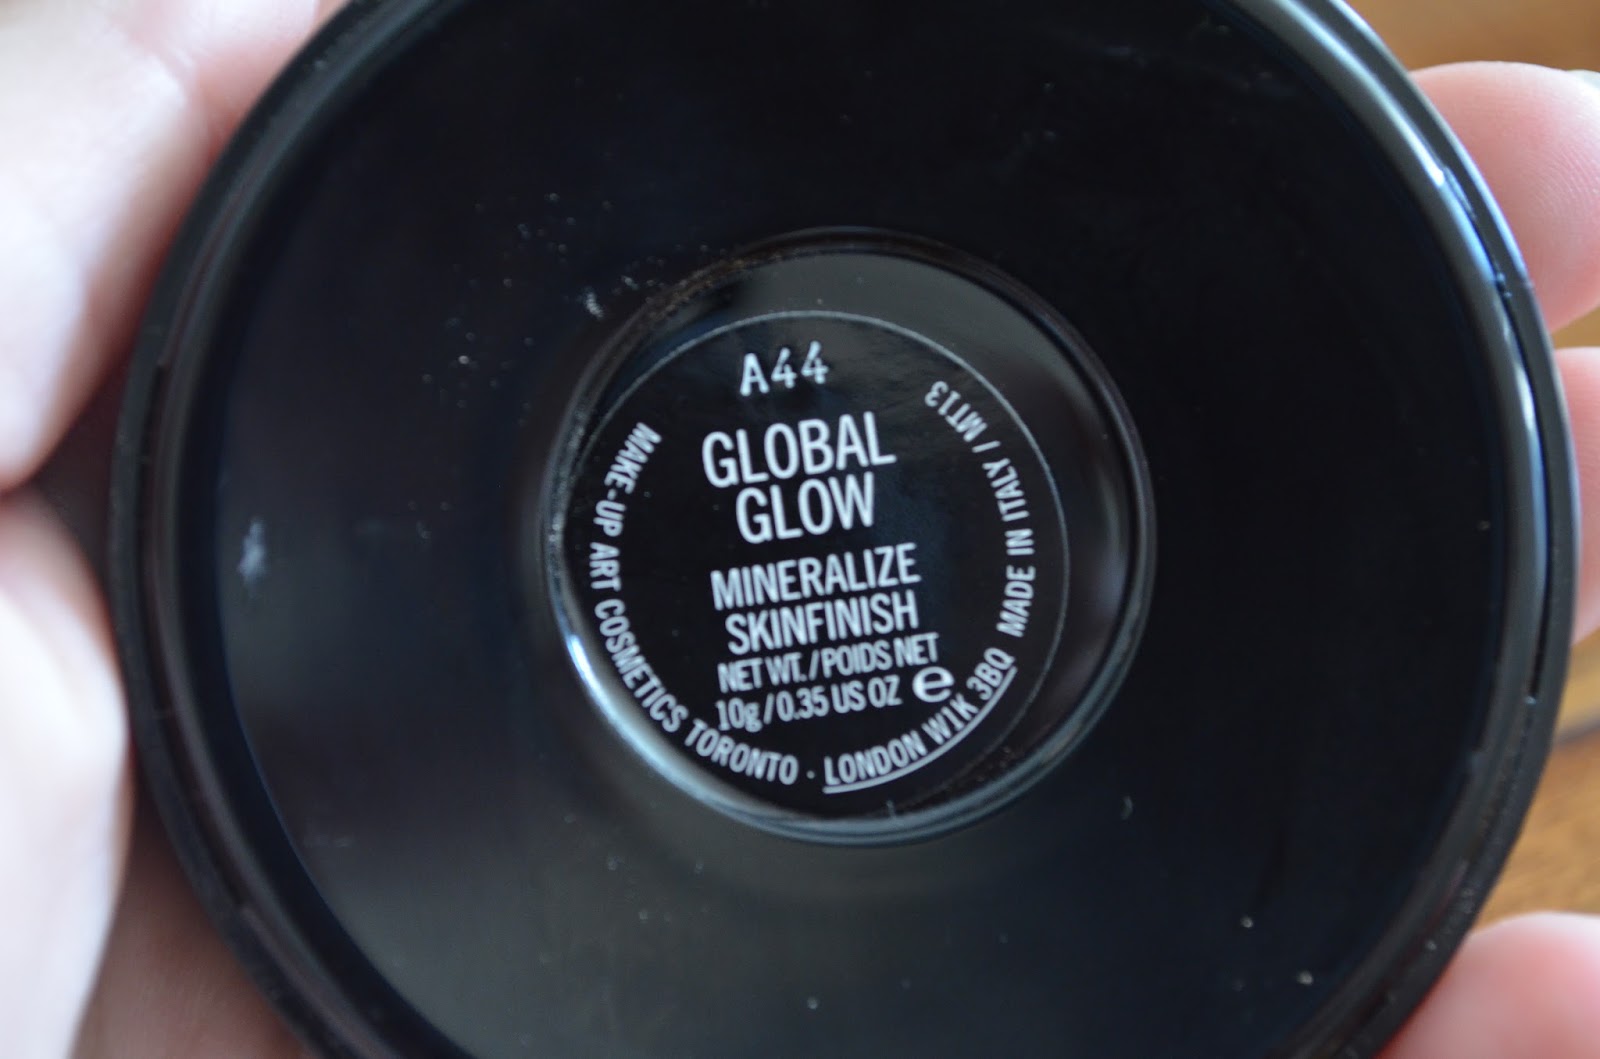 A44
GLOBAL
GLOW
MINERALIZE
SKINFINISH
NET WT. / POIDS NET
10g / 0.35 US OZ e
MAKE-UP ART COSMETICS TORONTO · LONDON W1K 3BQ MADE IN ITALY / MT13